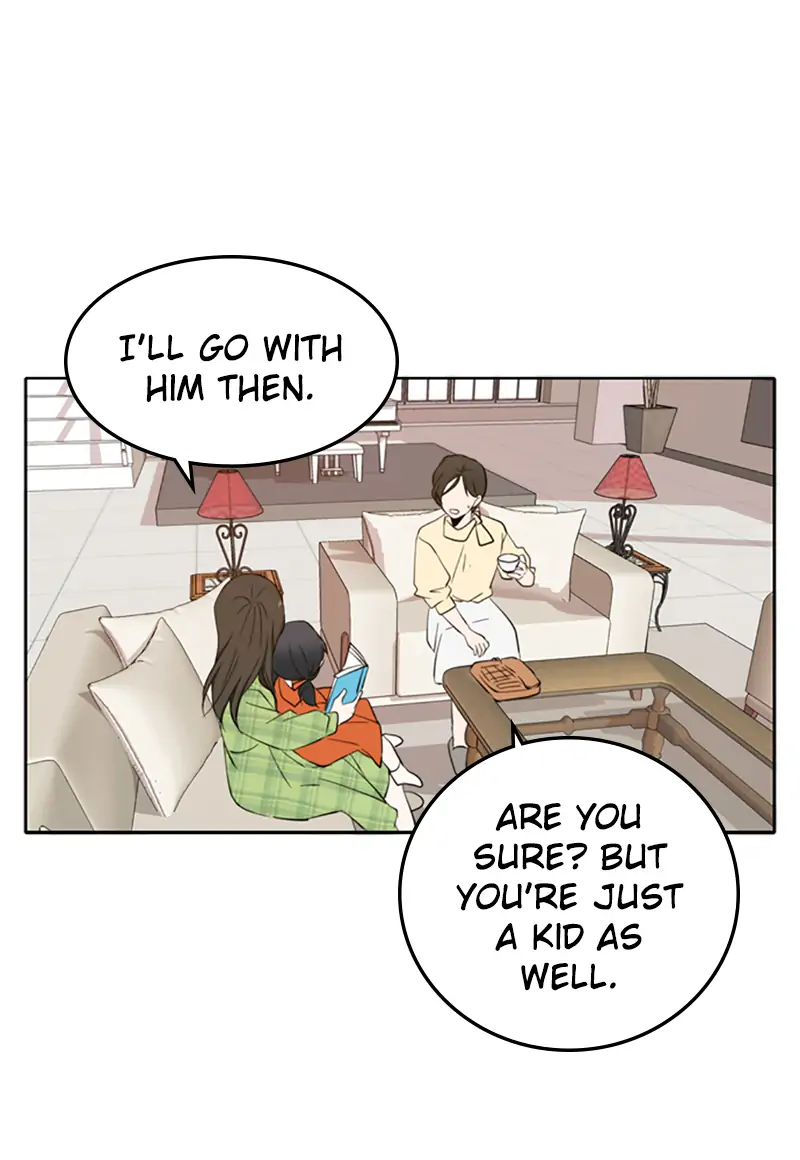 I'LL GO WITH
HIM THEN.
ARE YOU
SURE? BUT
YOU'RE JUST
A KID AS
WELL.